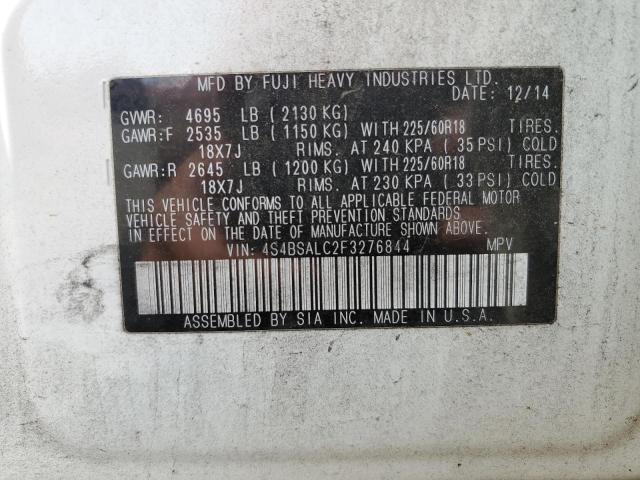 MFD BY FUJI HEAVY INDUSTRIES LTD.
DATE: 12/14
GVWR: 4695 LB (2130 KG)
GAWR:F 2535 LB (1150 KG) WITH 225/60R18 TIRES.
18X7J RIMS. AT 240 KPA (35 PSI) COLD
GAWR:R 2645 LB (1200 KG) WITH 225/60R18 TIRES.
18X7J RIMS. AT 230 KPA (33 PSI) COLD
THIS VEHICLE CONFORMS TO ALL APPLICABLE FEDERAL MOTOR
VEHICLE SAFETY AND THEFT PREVENTION STANDARDS
IN EFFECT ON DATE OF MANUFACTURE SHOWN ABOVE.
VIN: 4S4BSALC2F3276844 MPV
ASSEMBLED BY SIA INC. MADE IN U.S.A.